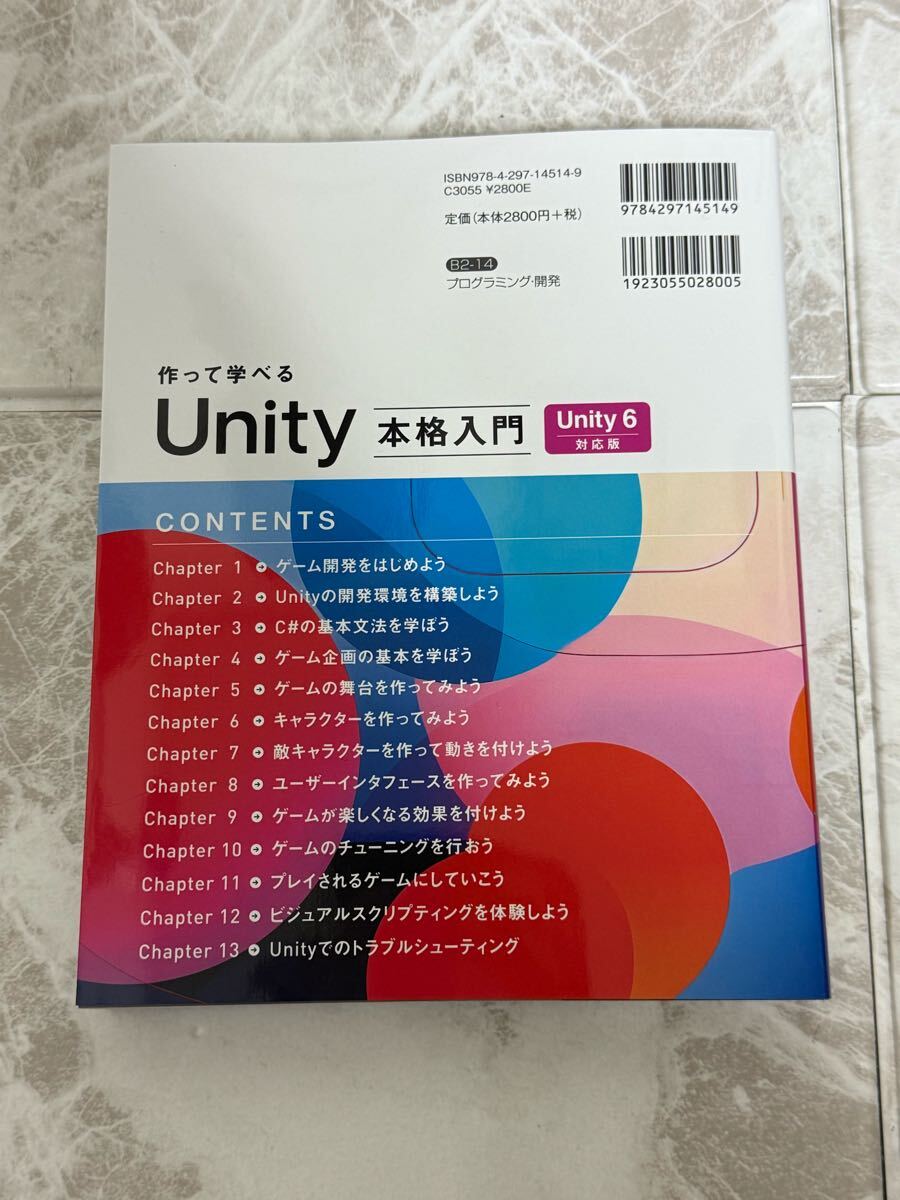 ISBN978-4-297-14514-9
C3055 ¥2800E
定価(本体2800円+税)
9784297145149
B2-14
プログラミング・開発
1923055028005
作って学べる
Unity 本格入門 Unity 6 対応版
CONTENTS
Chapter 1 ゲーム開発をはじめよう
Chapter 2 Unityの開発環境を構築しよう
Chapter 3 C#の基本文法を学ぼう
Chapter 4 ゲーム企画の基本を学ぼう
Chapter 5 ゲームの舞台を作ってみよう
Chapter 6 キャラクターを作ってみよう
Chapter 7 敵キャラクターを作って動きを付けよう
Chapter 8 ユーザーインタフェースを作ってみよう
Chapter 9 ゲームが楽しくなる効果を付けよう
Chapter 10 ゲームのチューニングを行おう
Chapter 11 プレイされるゲームにしていこう
Chapter 12 ビジュアルスクリプティングを体験しよう
Chapter 13 Unityでのトラブルシューティング